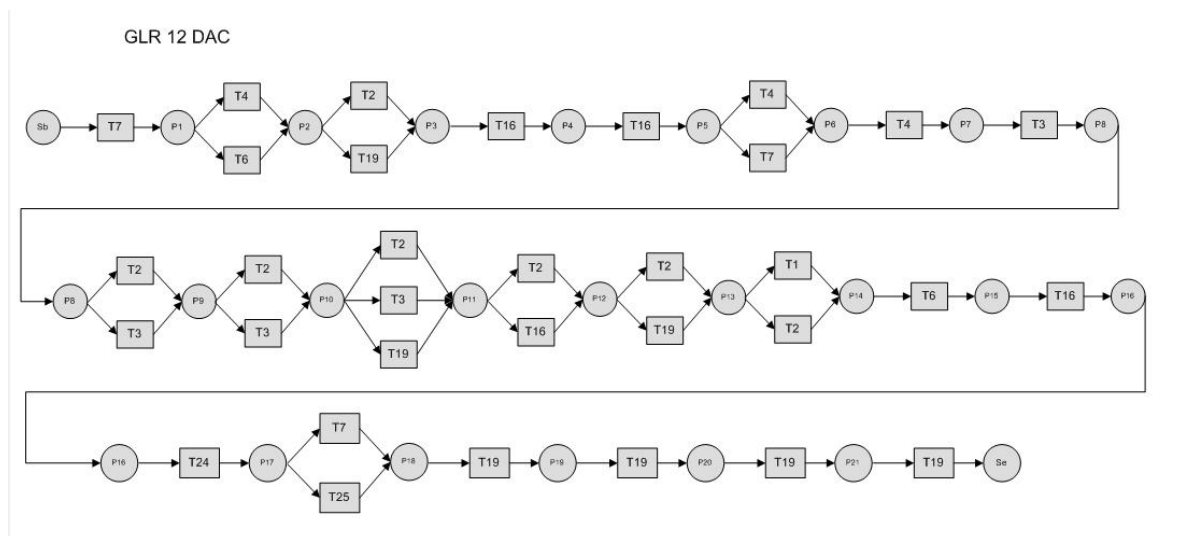 GLR 12 DAC
T4 T2 T4
Sb T7 P1 P2 P3 T16 P4 T16 P5 P6 T4 P7 T3 P8
T6 T19 T7
T2
T2 T2 T2 T2 T1
P8 P9 P10 T3 P11 P12 P13 P14 T6 P15 T16 P16
T3 T3 T16 T19 T2
T19
T7
P16 T24 P17 P18 T19 P19 T19 P20 T19 P21 T19 Se
T25